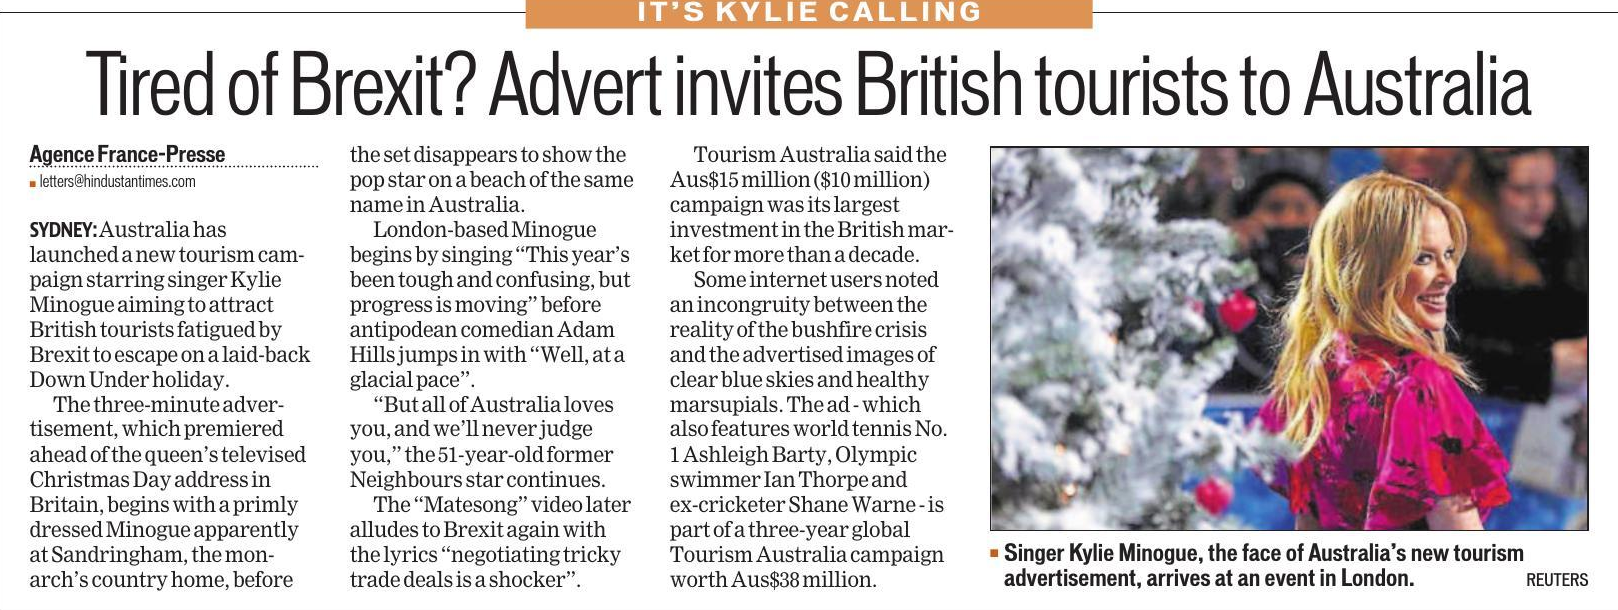 IT'S KYLIE CALLING
Tired of Brexit? Advert invites British tourists to Australia
Agence France-Presse
letters@hindustantimes.com
SYDNEY: Australia has
launched a new tourism cam-
paign starring singer Kylie
Minogue aiming to attract
British tourists fatigued by
Brexit to escape on a laid-back
Down Under holiday.
The three-minute adver-
tisement, which premiered
ahead of the queen's televised
Christmas Day address in
Britain, begins with a primly
dressed Minogue apparently
at Sandringham, the mon-
arch's country home, before
the set disappears to show the
pop star on a beach of the same
name in Australia.
London-based Minogue
begins by singing “This year's
been tough and confusing, but
progress is moving” before
antipodean comedian Adam
Hills jumps in with “Well, at a
glacial pace”.
“But all of Australia loves
you, and we'll never judge
you,” the 51-year-old former
Neighbours star continues.
The “Matesong” video later
alludes to Brexit again with
the lyrics “negotiating tricky
trade deals is a shocker”.
Tourism Australia said the
Aus$15 million ($10 million)
campaign was its largest
investment in the British mar-
ket for more than a decade.
Some internet users noted
an incongruity between the
reality of the bushfire crisis
and the advertised images of
clear blue skies and healthy
marsupials. The ad - which
also features world tennis No.
1 Ashleigh Barty, Olympic
swimmer Ian Thorpe and
ex-cricketer Shane Warne - is
part of a three-year global
Tourism Australia campaign
worth Aus$38 million.
Singer Kylie Minogue, the face of Australia's new tourism
advertisement, arrives at an event in London.
REUTERS